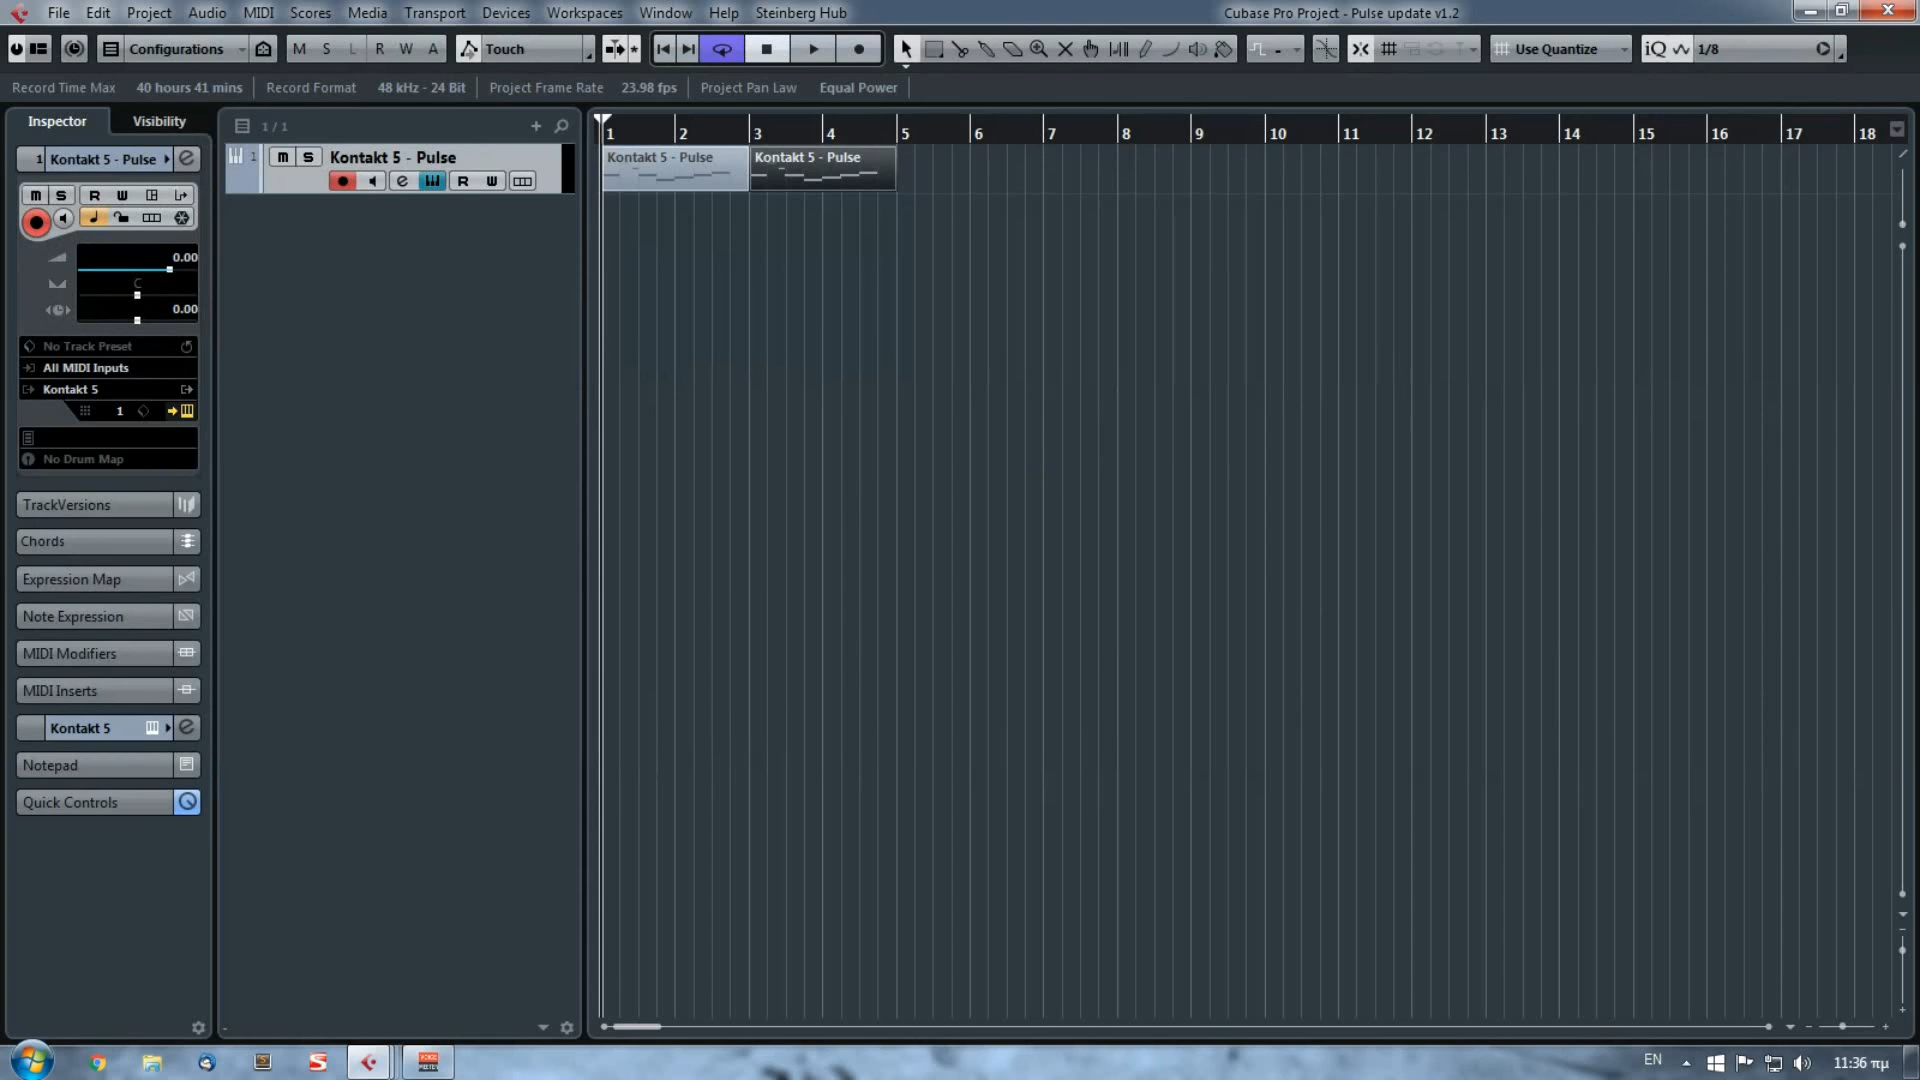 File Edit Project Audio MIDI Scores Media Transport Devices Workspaces Window Help Steinberg Hub
Cubase Pro Project - Pulse update v1.2
Configurations M S L R W A Touch Use Quantize iQ 1/8
Record Time Max 40 hours 41 mins Record Format 48 kHz - 24 Bit Project Frame Rate 23.98 fps Project Pan Law Equal Power
Inspector Visibility 1 / 1
1 2 3 4 5 6 7 8 9 10 11 12 13 14 15 16 17 18
1 Kontakt 5 - Pulse e
1 m S Kontakt 5 - Pulse
e R W
Kontakt 5 - Pulse Kontakt 5 - Pulse
m S R W
0.00
C
0.00
No Track Preset
All MIDI Inputs
Kontakt 5
1
No Drum Map
TrackVersions
Chords
Expression Map
Note Expression
MIDI Modifiers
MIDI Inserts
Kontakt 5 e
Notepad
Quick Controls
EN 11:36 πμ